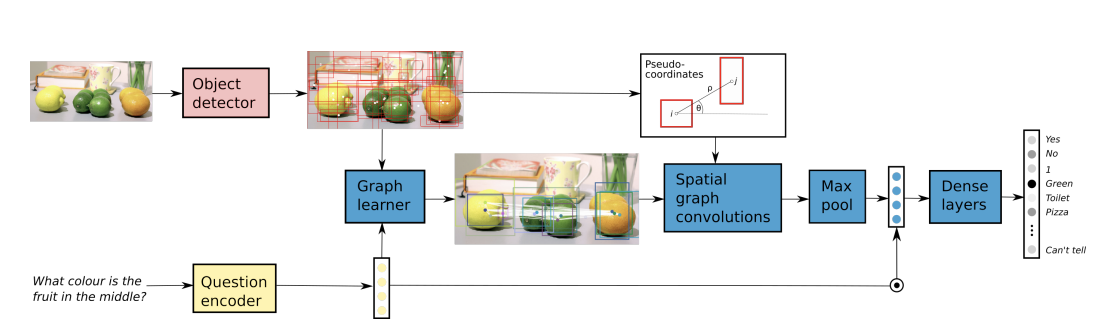 Object
detector
Pseudo-
coordinates
ρ
j
i
θ
Graph
learner
Spatial
graph
convolutions
Max
pool
Dense
layers
Yes
No
1
Green
Toilet
Pizza
Can't tell
What colour is the
fruit in the middle?
Question
encoder